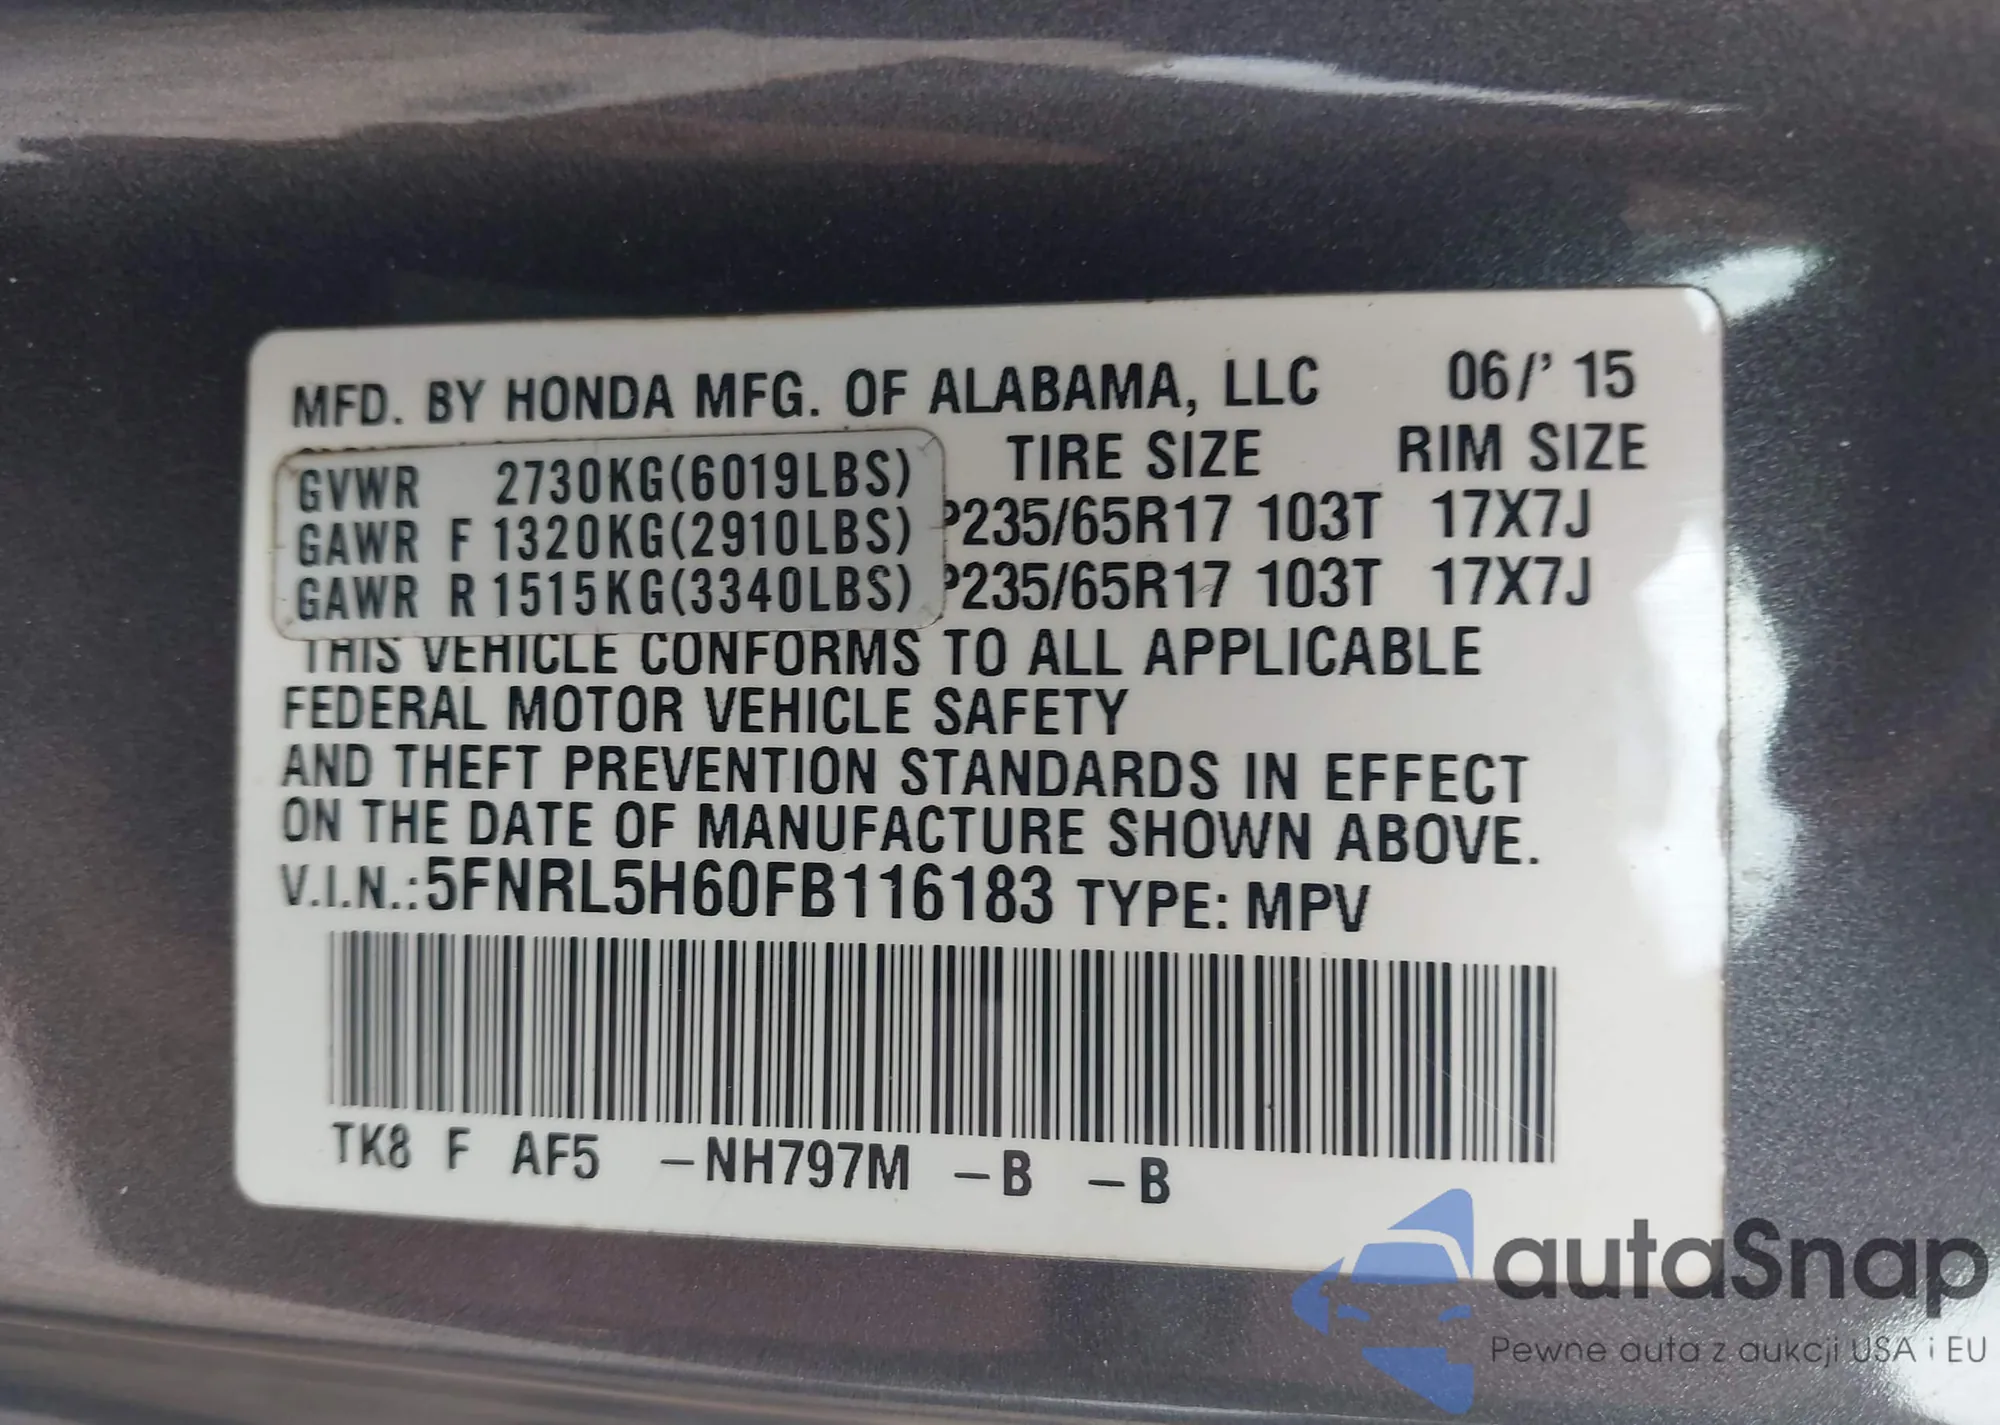 MFD. BY HONDA MFG. OF ALABAMA, LLC 06/' 15
TIRE SIZE RIM SIZE
GVWR 2730KG(6019LBS)
GAWR F 1320KG(2910LBS) P235/65R17 103T 17X7J
GAWR R 1515KG(3340LBS) P235/65R17 103T 17X7J
THIS VEHICLE CONFORMS TO ALL APPLICABLE
FEDERAL MOTOR VEHICLE SAFETY
AND THEFT PREVENTION STANDARDS IN EFFECT
ON THE DATE OF MANUFACTURE SHOWN ABOVE.
V.I.N.:5FNRL5H60FB116183 TYPE: MPV
TK8 F AF5 -NH797M -B -B
autaSnap
Pewne auta z aukcji USA i EU